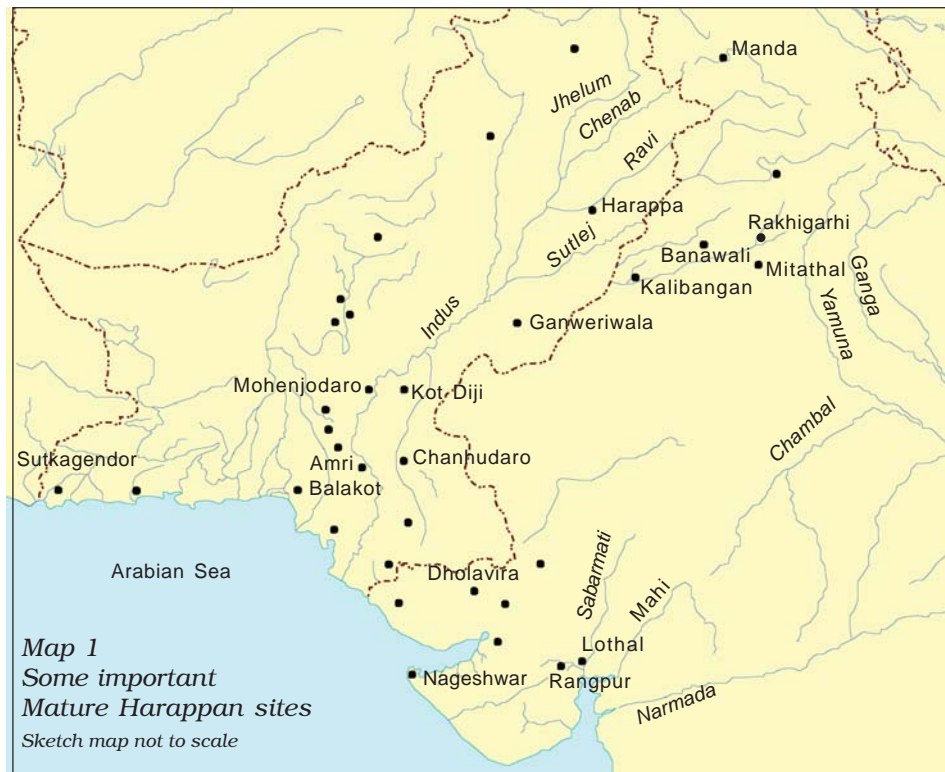 Manda
Jhelum
Chenab
Ravi
Harappa
Rakhigarhi
Sutlej
Banawali
Mitathal
Ganga
Kalibangan
Yamuna
Indus
Ganweriwala
Mohenjodaro
Kot Diji
Chambal
Sutkagendor
Amri
Chanhudaro
Balakot
Arabian Sea
Dholavira
Sabarmati
Mahi
Lothal
Nageshwar
Rangpur
Narmada
Map 1
Some important
Mature Harappan sites
Sketch map not to scale